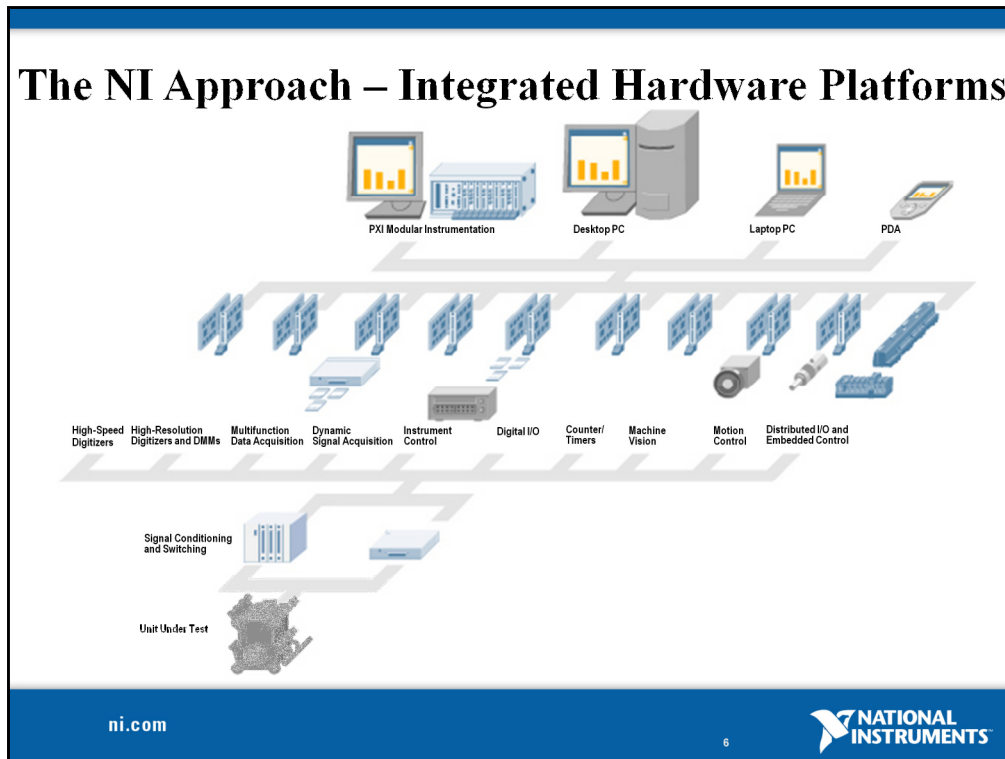 The NI Approach – Integrated Hardware Platforms
PXI Modular Instrumentation
Desktop PC
Laptop PC
PDA
High-Speed
Digitizers
High-Resolution
Digitizers and DMMs
Multifunction
Data Acquisition
Dynamic
Signal Acquisition
Instrument
Control
Digital I/O
Counter/
Timers
Machine
Vision
Motion
Control
Distributed I/O and
Embedded Control
Signal Conditioning
and Switching
Unit Under Test
ni.com
6
NATIONAL
INSTRUMENTS™